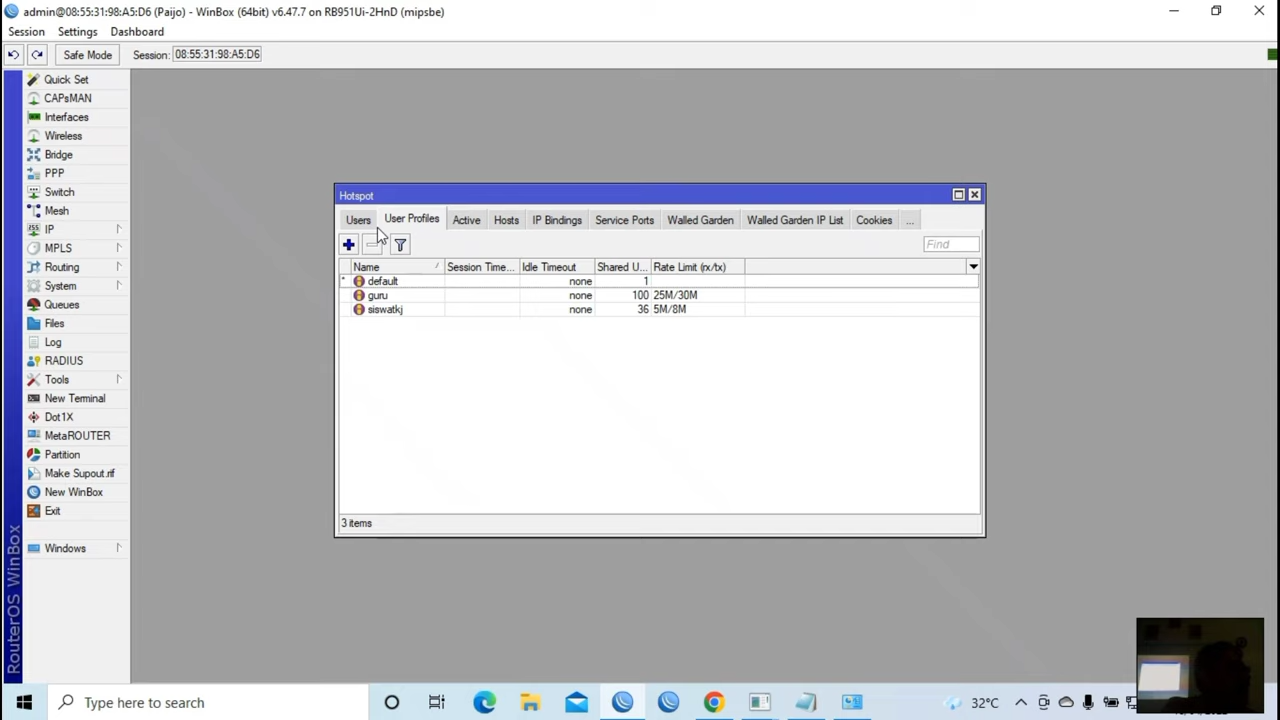 admin@08:55:31:98:A5:D6 (Paijo) - WinBox (64bit) v6.47.7 on RB951Ui-2HnD (mipsbe)
Session Settings Dashboard
Safe Mode Session: 08:55:31:98:A5:D6
Quick Set
CAPsMAN
Interfaces
Wireless
Bridge
PPP
Switch
Mesh
IP
MPLS
Routing
System
Queues
Files
Log
RADIUS
Tools
New Terminal
Dot1X
MetaROUTER
Partition
Make Supout.rif
New WinBox
Exit
Windows
RouterOS WinBox
Hotspot
Users User Profiles Active Hosts IP Bindings Service Ports Walled Garden Walled Garden IP List Cookies ...
Find
Name Session Time... Idle Timeout Shared U... Rate Limit (rx/tx)
* default none 1
guru none 100 25M/30M
siswatkj none 36 5M/8M
3 items
Type here to search
32°C